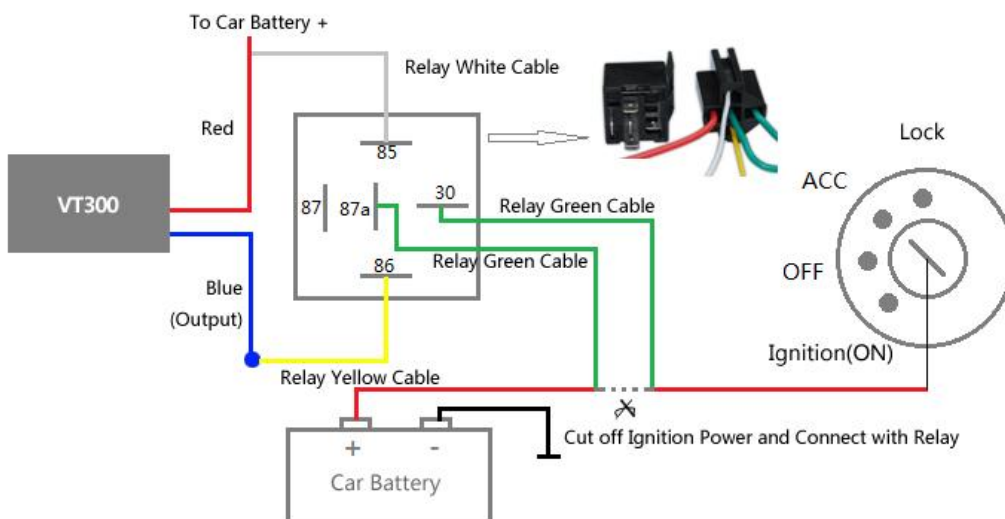 To Car Battery +
Relay White Cable
Red
Lock
ACC
VT300
85
87
87a
30
Relay Green Cable
Relay Green Cable
OFF
86
Blue
(Output)
Ignition(ON)
Relay Yellow Cable
Cut off Ignition Power and Connect with Relay
+
-
Car Battery